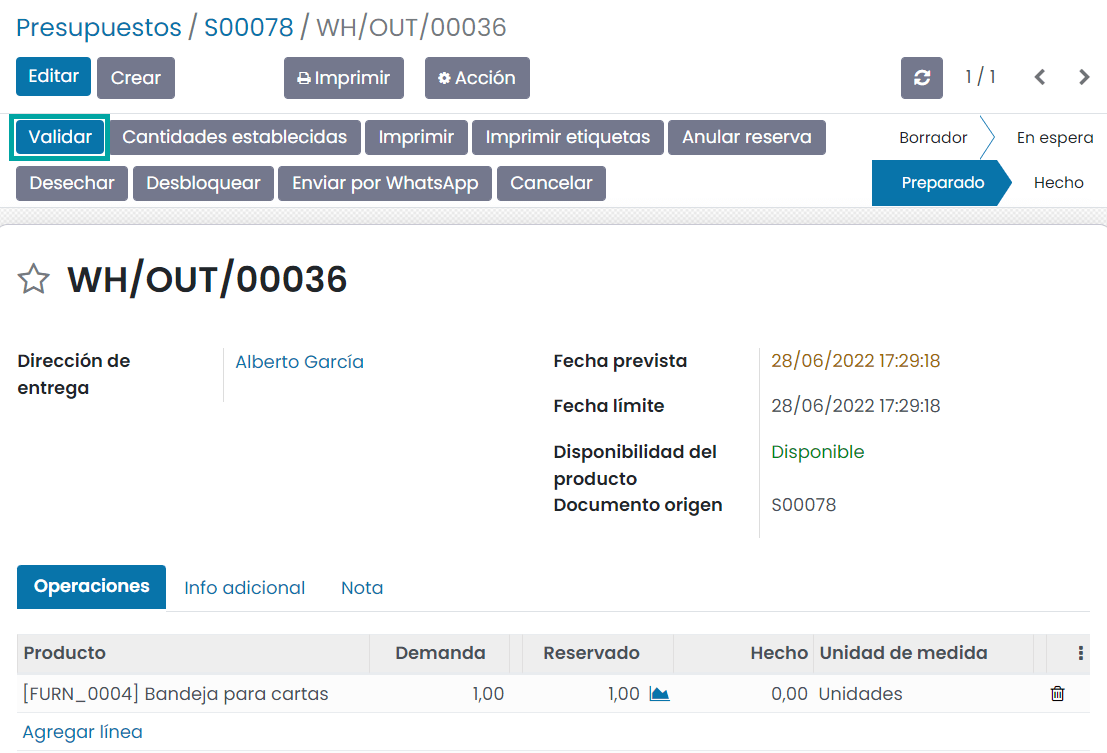 Presupuestos / S00078 / WH/OUT/00036
Editar Crear Imprimir Acción 1 / 1
Validar Cantidades establecidas Imprimir Imprimir etiquetas Anular reserva Borrador En espera
Desechar Desbloquear Enviar por WhatsApp Cancelar Preparado Hecho
WH/OUT/00036
Dirección de entrega Alberto García
Fecha prevista 28/06/2022 17:29:18
Fecha límite 28/06/2022 17:29:18
Disponibilidad del producto Disponible
Documento origen S00078
Operaciones Info adicional Nota
Producto Demanda Reservado Hecho Unidad de medida
[FURN_0004] Bandeja para cartas 1,00 1,00 0,00 Unidades
Agregar línea